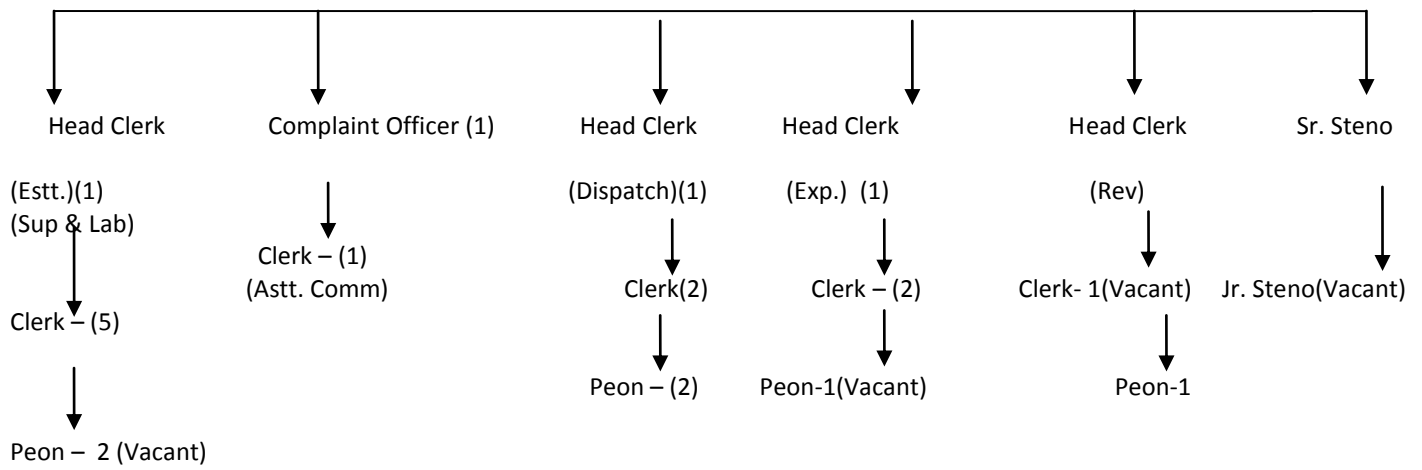 Head Clerk Complaint Officer (1) Head Clerk Head Clerk Head Clerk Sr. Steno
(Estt.)(1) (Dispatch)(1) (Exp.) (1) (Rev)
(Sup & Lab)
Clerk – (1)
(Astt. Comm) Clerk(2) Clerk – (2) Clerk- 1(Vacant) Jr. Steno(Vacant)
Clerk – (5)
Peon – (2) Peon-1(Vacant) Peon-1
Peon – 2 (Vacant)